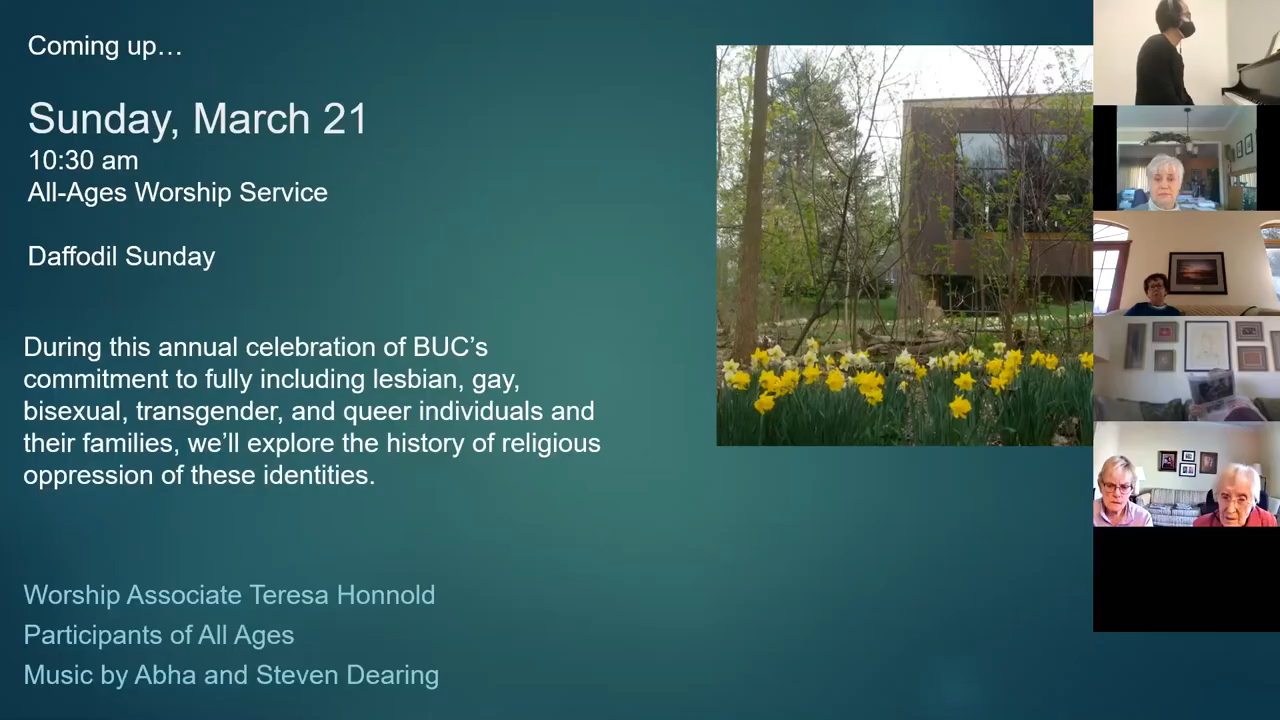 Coming up…
Sunday, March 21
10:30 am
All-Ages Worship Service
Daffodil Sunday
During this annual celebration of BUC’s
commitment to fully including lesbian, gay,
bisexual, transgender, and queer individuals and
their families, we’ll explore the history of religious
oppression of these identities.
Worship Associate Teresa Honnold
Participants of All Ages
Music by Abha and Steven Dearing